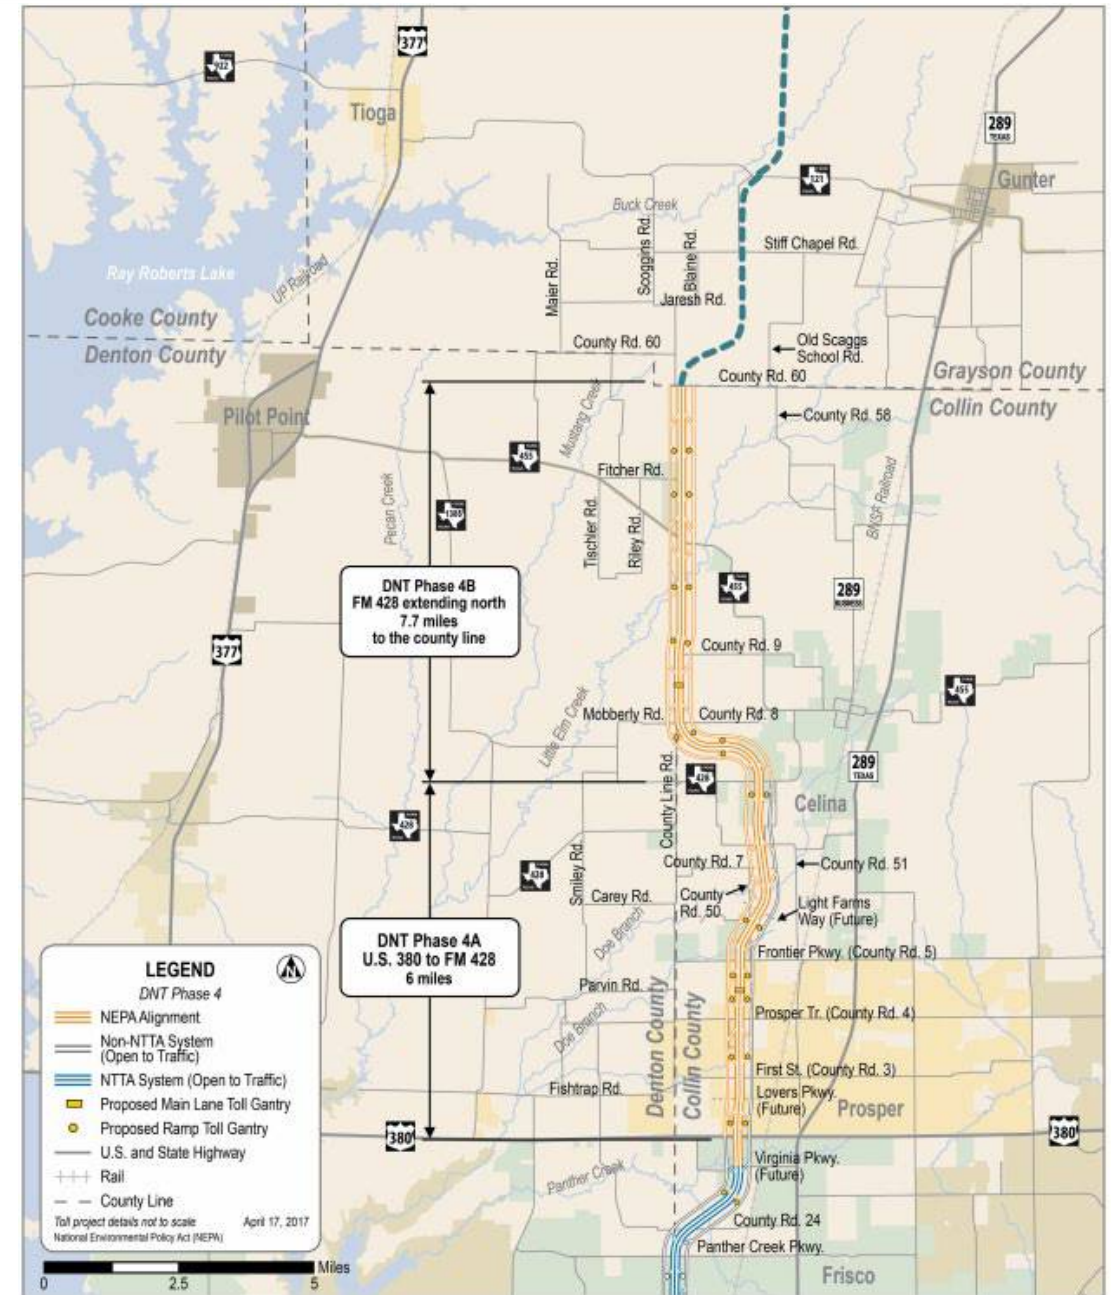 377
922
Tioga
289
TEXAS
121
Gunter
Buck Creek
Scoggins Rd.
Blaine Rd.
Stiff Chapel Rd.
Maier Rd.
Ray Roberts Lake
UP Railroad
Jaresh Rd.
Cooke County
Denton County
County Rd. 60
Old Scaggs
School Rd.
County Rd. 60
Grayson County
Collin County
Pilot Point
Mustang Creek
County Rd. 58
455
Fitcher Rd.
Pecan Creek
1385
Tischler Rd.
Riley Rd.
BNSF Railroad
DNT Phase 4B
FM 428 extending north
7.7 miles
to the county line
455
289
BUSINESS
377
County Rd. 9
455
Little Elm Creek
Mobberly Rd.
County Rd. 8
County Line Rd.
428
289
TEXAS
Celina
428
Smiley Rd.
County Rd. 7
County Rd. 51
428
Carey Rd.
County
Rd. 50
Light Farms
Way (Future)
Doe Branch
DNT Phase 4A
U.S. 380 to FM 428
6 miles
Frontier Pkwy. (County Rd. 5)
Parvin Rd.
Denton County
Collin County
Prosper Tr. (County Rd. 4)
Doe Branch
First St. (County Rd. 3)
Fishtrap Rd.
Lovers Pkwy.
(Future)
Prosper
380
380
Virginia Pkwy.
(Future)
Panther Creek
County Rd. 24
Panther Creek Pkwy.
Frisco
LEGEND
DNT Phase 4
N
NEPA Alignment
Non-NTTA System
(Open to Traffic)
NTTA System (Open to Traffic)
Proposed Main Lane Toll Gantry
Proposed Ramp Toll Gantry
U.S. and State Highway
Rail
County Line
Toll project details not to scale April 17, 2017
National Environmental Policy Act (NEPA)
Miles
0 2.5 5